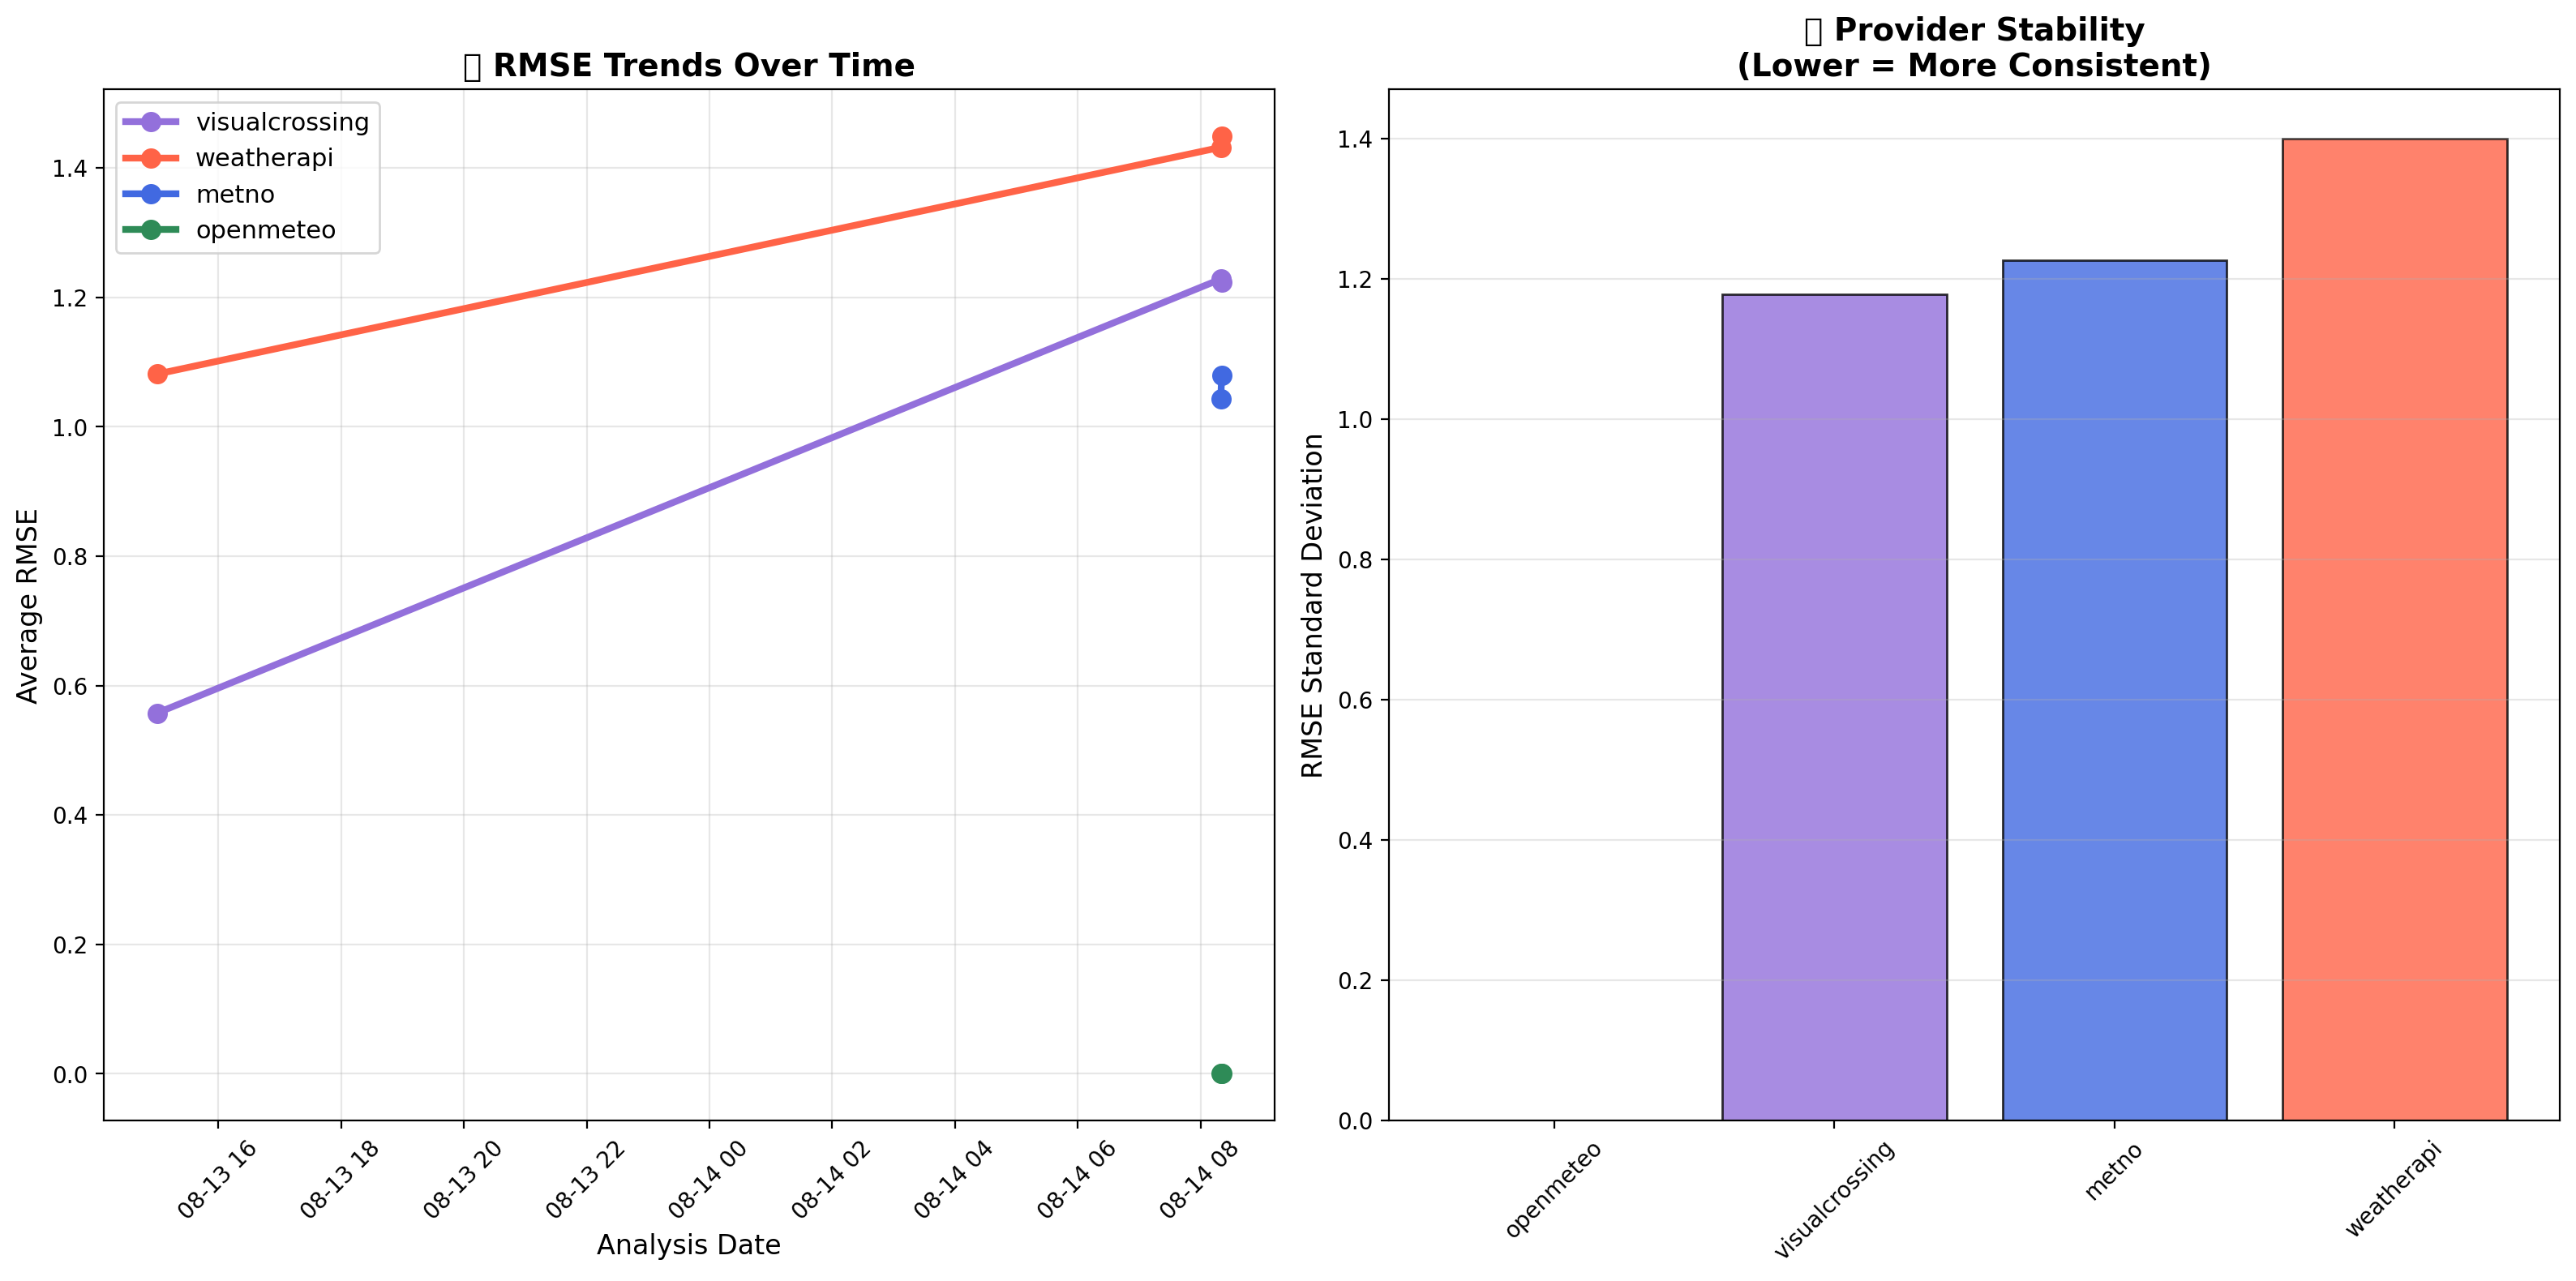 RMSE Trends Over Time
visualcrossing
weatherapi
metno
openmeteo
Average RMSE
1.4
1.2
1.0
0.8
0.6
0.4
0.2
0.0
08-13 16
08-13 18
08-13 20
08-13 22
08-14 00
08-14 02
08-14 04
08-14 06
08-14 08
Analysis Date
Provider Stability
(Lower = More Consistent)
RMSE Standard Deviation
1.4
1.2
1.0
0.8
0.6
0.4
0.2
0.0
openmeteo
visualcrossing
metno
weatherapi